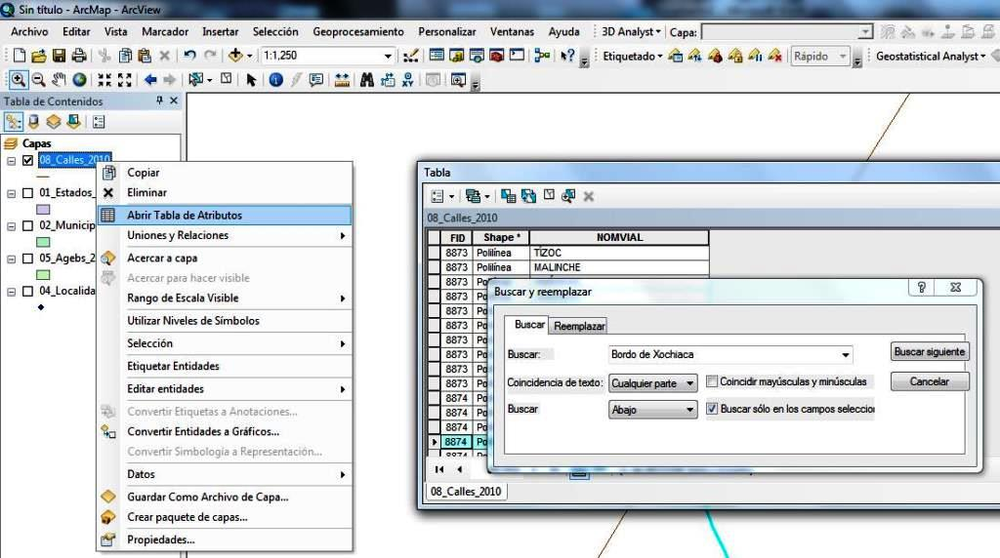 Sin título - ArcMap - ArcView
Archivo Editar Vista Marcador Insertar Selección Geoprocesamiento Personalizar Ventanas Ayuda 3D Analyst Capa:
1:1,250 Etiquetado Rápido Geostatistical Analyst
Tabla de Contenidos
Capas
08_Calles_2010
01_Estados_
02_Municip
05_Agebs_2
04_Localida
Copiar
Eliminar
Abrir Tabla de Atributos
Uniones y Relaciones
Acercar a capa
Acercar para hacer visible
Rango de Escala Visible
Utilizar Niveles de Símbolos
Selección
Etiquetar Entidades
Editar entidades
Convertir Etiquetas a Anotaciones...
Convertir Entidades a Gráficos...
Convertir Simbología a Representación...
Datos
Guardar Como Archivo de Capa...
Crear paquete de capas...
Propiedades...
Tabla
08_Calles_2010
FID Shape * NOMVIAL
8873 Polilínea TÍZOC
8873 Polilínea MALINCHE
8873 Po
8873 Po
8873 Po
8873 Po
8873 Po
8873 Po
8873 Po
8873 Po
8874 Po
8874 Po
8874 Po
8874 Po
8874
Buscar y reemplazar
Buscar Reemplazar
Buscar: Bordo de Xochiaca Buscar siguiente
Coincidencia de texto: Cualquier parte Coincidir mayúsculas y minúsculas Cancelar
Buscar Abajo Buscar sólo en los campos seleccion
08_Calles_2010